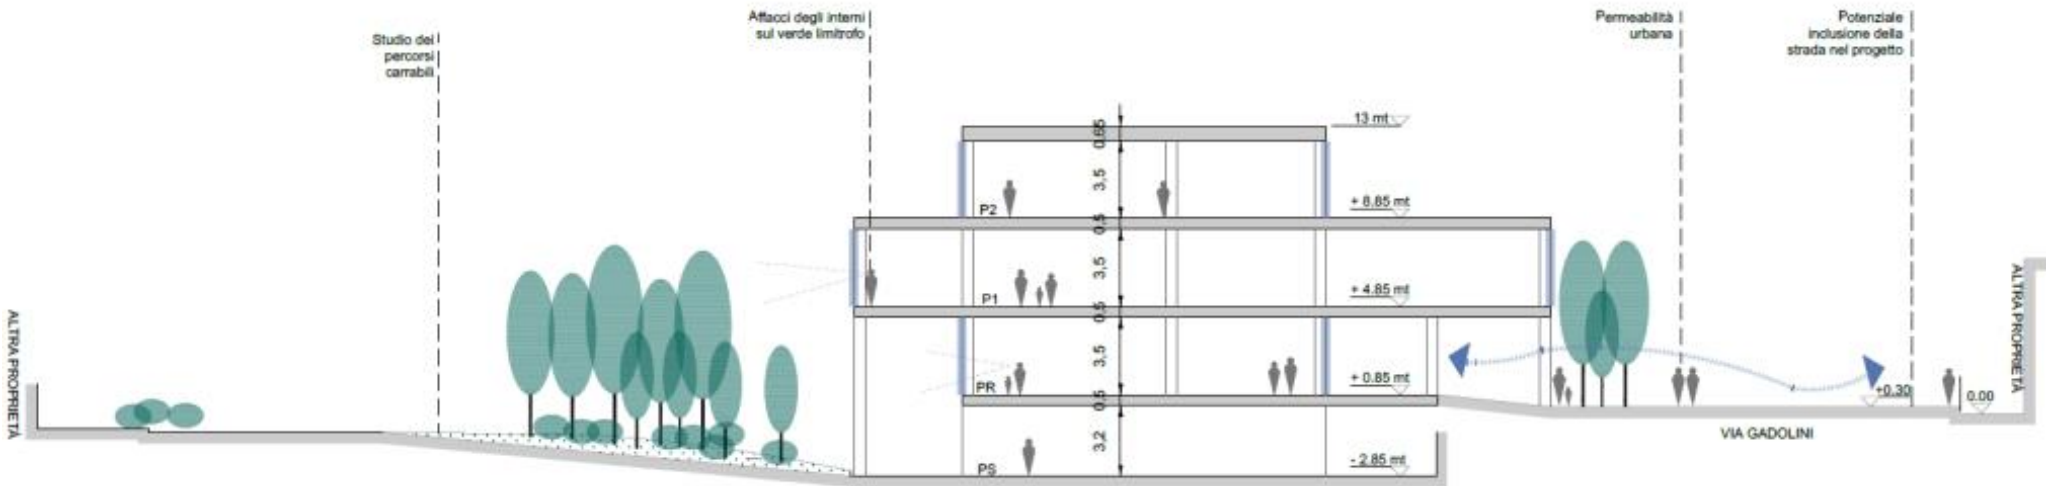 Studio dei
percorsi
carrabili
Affacci degli interni
sul verde limitrofo
Permeabilità
urbana
Potenziale
inclusione della
strada nel progetto
13 mt
0,65
3,5
P2
+ 8.85 mt
0,5
3,5
P1
+ 4.85 mt
0,5
3,5
PR
+ 0.85 mt
0,5
3,2
PS
- 2.85 mt
+0.30
0.00
VIA GADOLINI
ALTRA PROPRIETÀ
ALTRA PROPRIETÀ